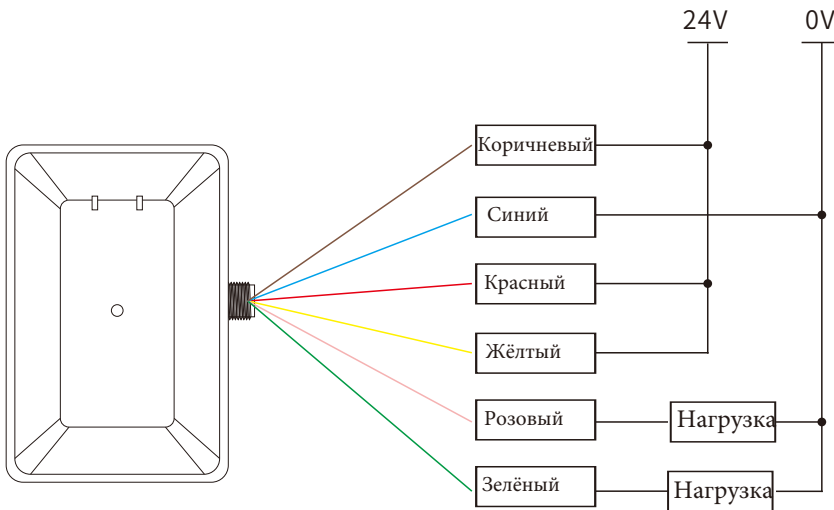 24V 0V
Коричневый
Синий
Красный
Жёлтый
Розовый Нагрузка
Зелёный Нагрузка